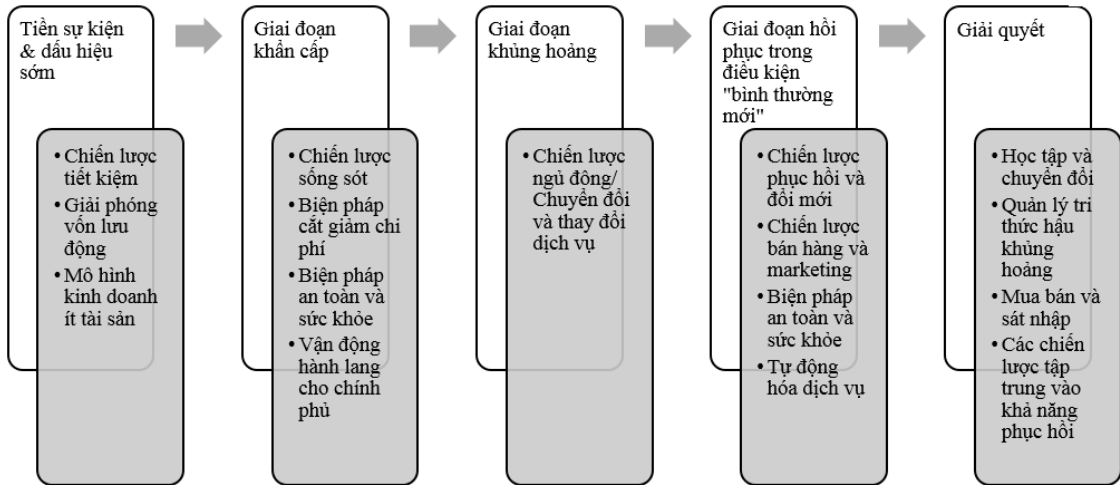 Tiền sự kiện
& dấu hiệu
sớm
• Chiến lược
tiết kiệm
• Giải phóng
vốn lưu
động
• Mô hình
kinh doanh
ít tài sản
Giai đoạn
khẩn cấp
• Chiến lược
sống sót
• Biện pháp
cắt giảm chi
phí
• Biện pháp
an toàn và
sức khỏe
• Vận động
hành lang
cho chính
phủ
Giai đoạn
khủng hoảng
• Chiến lược
ngủ đông/
Chuyển đổi
và thay đổi
dịch vụ
Giai đoạn hồi
phục trong
điều kiện
"bình thường
mới"
• Chiến lược
phục hồi và
đổi mới
• Chiến lược
bán hàng và
marketing
• Biện pháp
an toàn và
sức khỏe
• Tự động
hóa dịch vụ
Giải quyết
• Học tập và
chuyển đổi
• Quản lý tri
thức hậu
khủng
hoảng
• Mua bán và
sát nhập
• Các chiến
lược tập
trung vào
khả năng
phục hồi